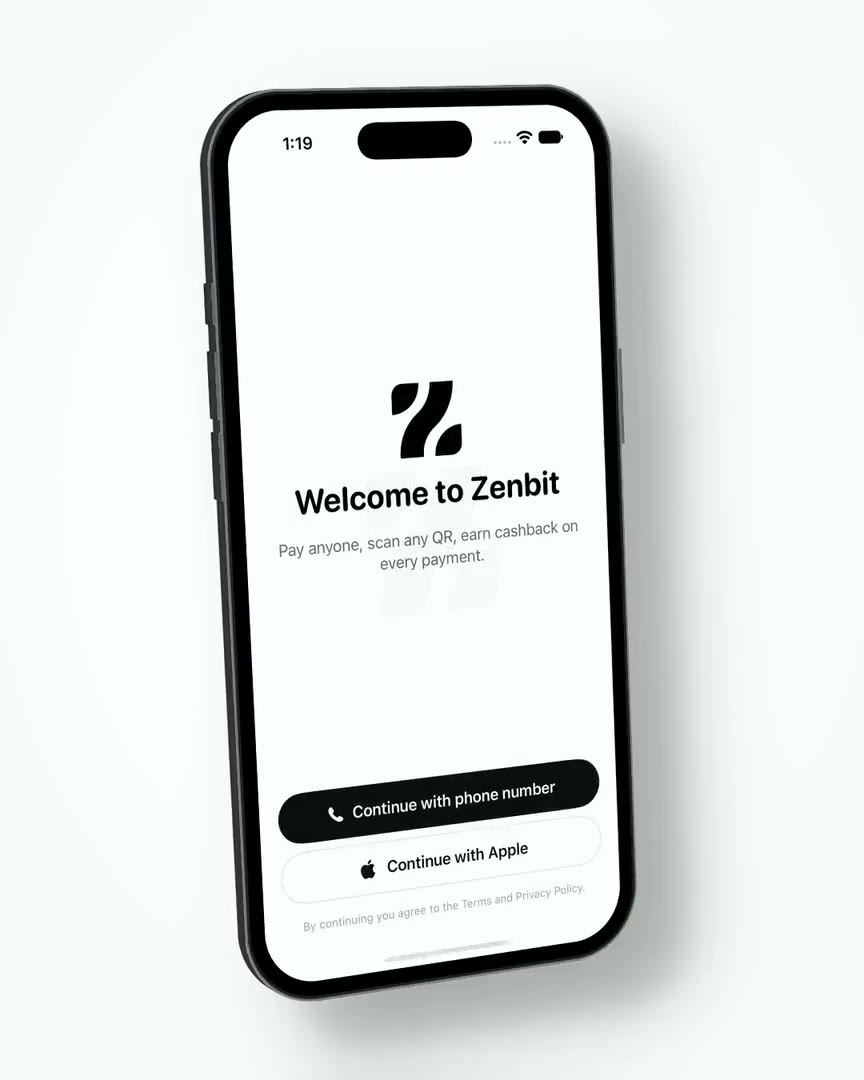 1:19
Welcome to Zenbit
Pay anyone, scan any QR, earn cashback on
every payment.
Continue with phone number
Continue with Apple
By continuing you agree to the Terms and Privacy Policy.